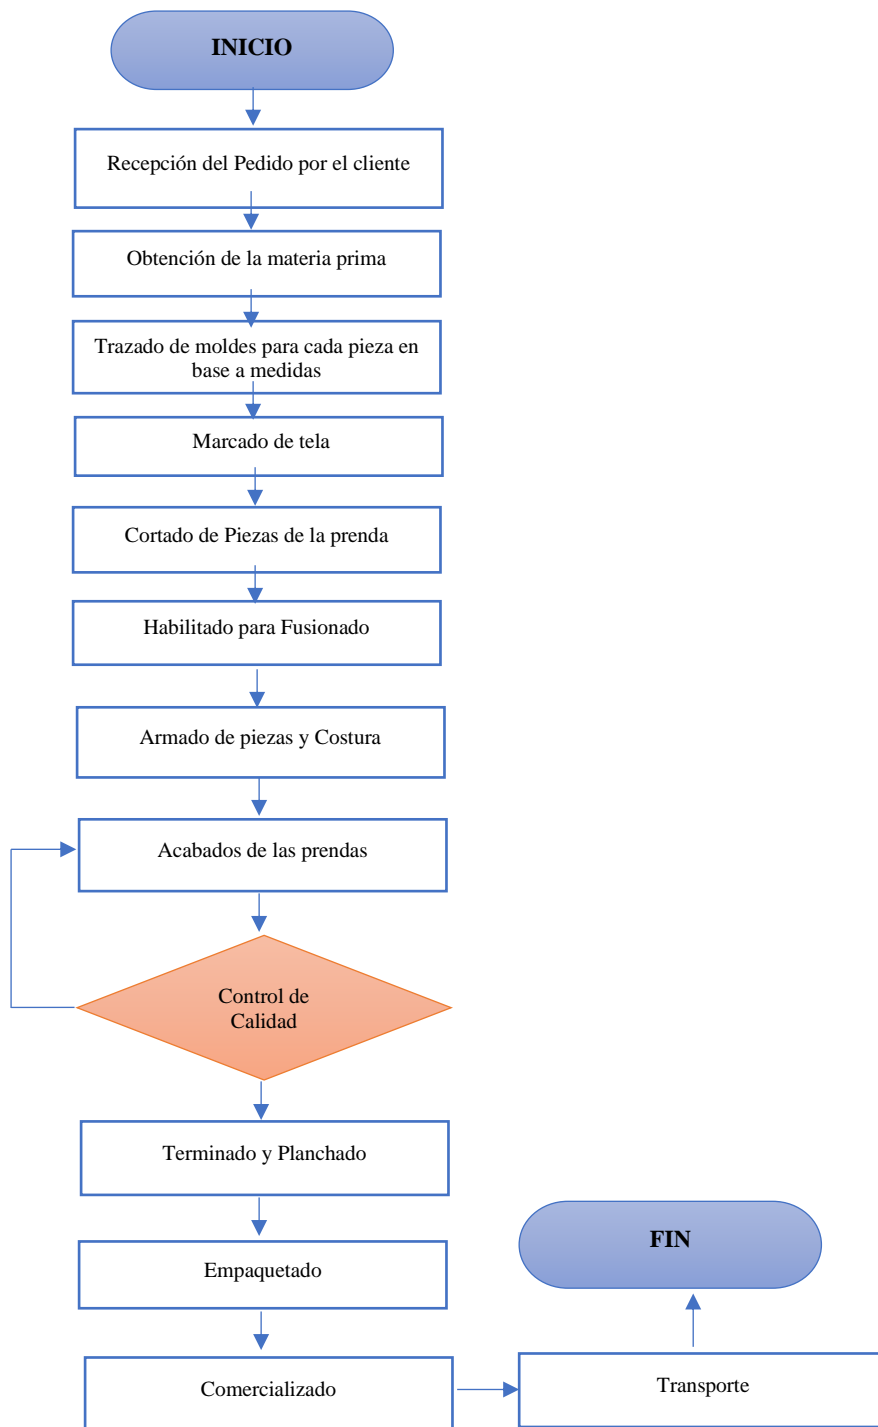 INICIO
Recepción del Pedido por el cliente
Obtención de la materia prima
Trazado de moldes para cada pieza en
base a medidas
Marcado de tela
Cortado de Piezas de la prenda
Habilitado para Fusionado
Armado de piezas y Costura
Acabados de las prendas
Control de
Calidad
Terminado y Planchado
Empaquetado
Comercializado
Transporte
FIN